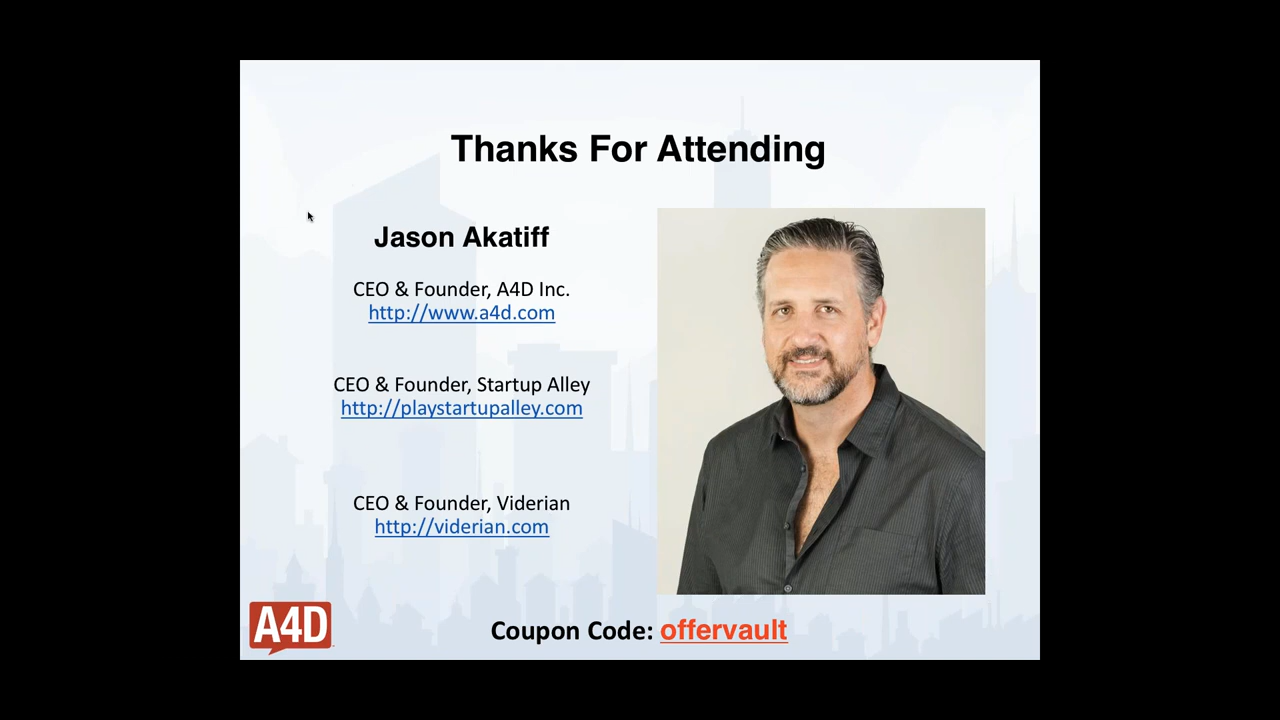 Thanks For Attending
Jason Akatiff
CEO & Founder, A4D Inc.
http://www.a4d.com
CEO & Founder, Startup Alley
http://playstartupalley.com
CEO & Founder, Viderian
http://viderian.com
A4D
Coupon Code: offervault